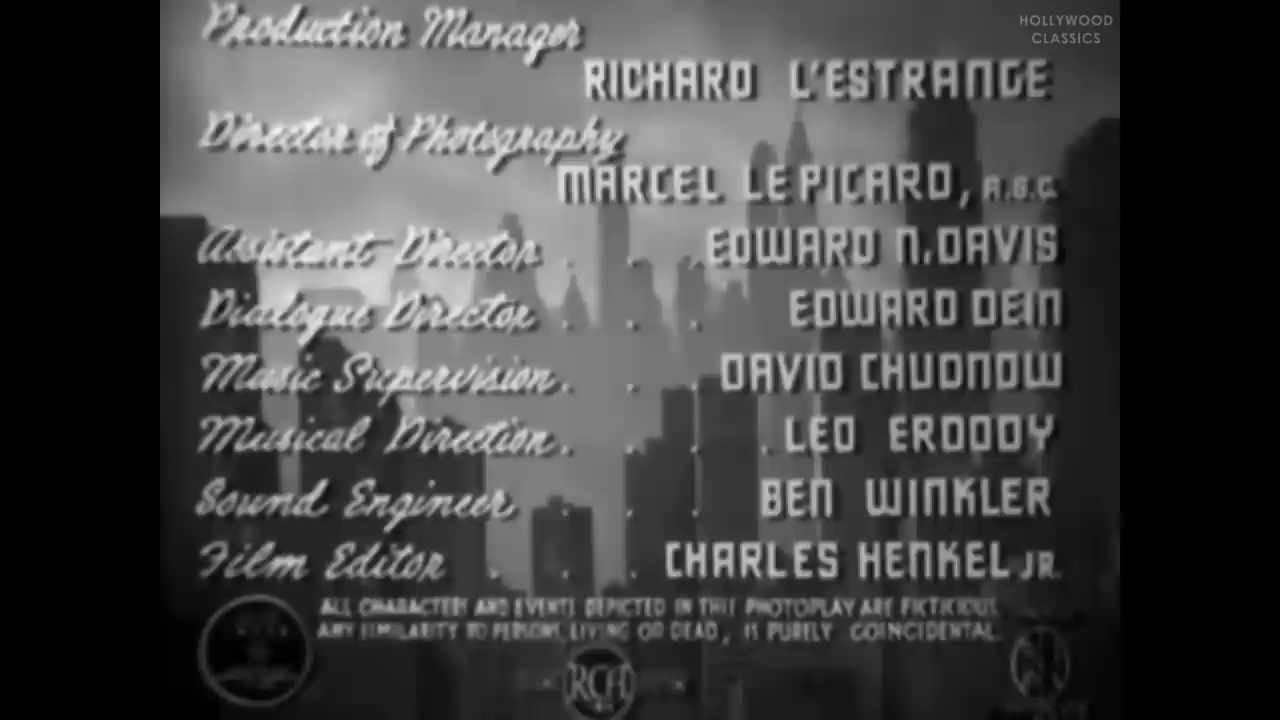 HOLLYWOOD
CLASSICS
Production Manager
RICHARD L'ESTRANGE
Director of Photography
MARCEL LE PICARD, A.S.C.
Assistant Director . . . EDWARD N. DAVIS
Dialogue Director . . . EDWARD DEIN
Music Supervision . . . DAVID CHUDNOW
Musical Direction . . . . LEO ERDODY
Sound Engineer . . . BEN WINKLER
Film Editor . . . CHARLES HENKEL JR.
ALL CHARACTERS AND EVENTS DEPICTED IN THIS PHOTOPLAY ARE FICTICIOUS.
ANY SIMILARITY TO PERSONS, LIVING OR DEAD, IS PURELY COINCIDENTAL.
RCA